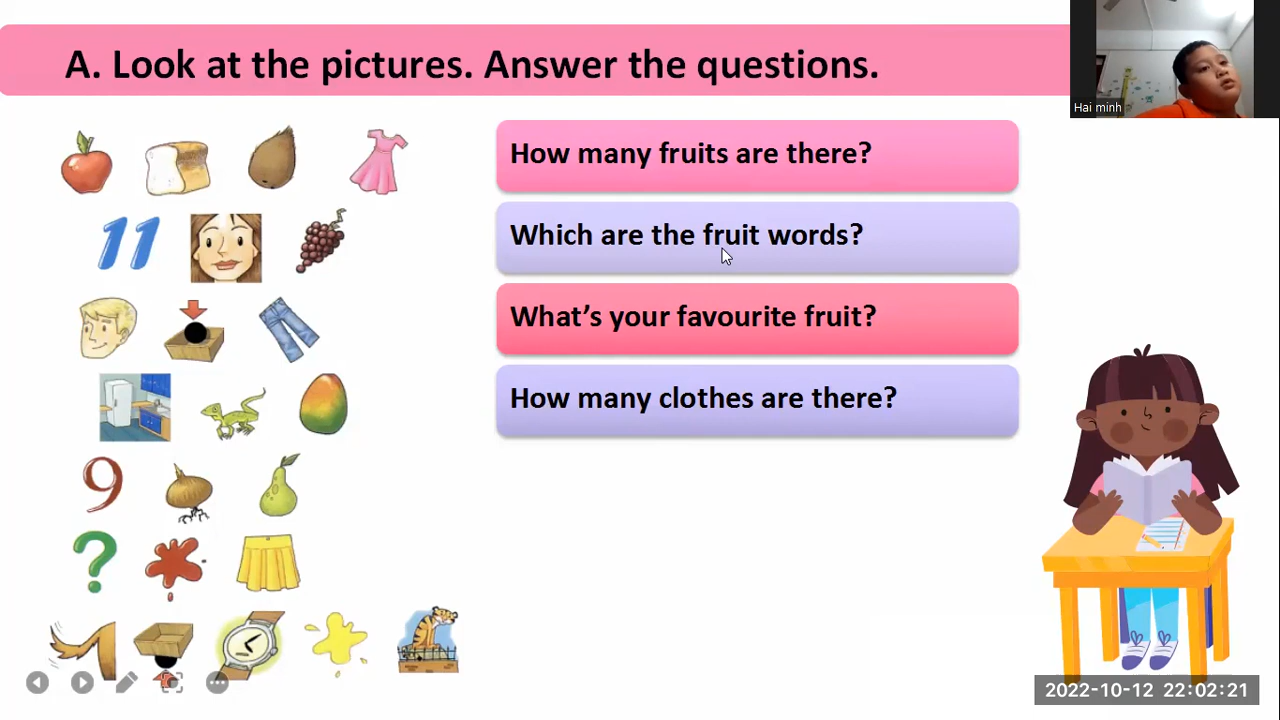 A. Look at the pictures. Answer the questions.
Hai minh
How many fruits are there?
Which are the fruit words?
What's your favourite fruit?
How many clothes are there?
11
9
?
2022-10-12 22:02:21